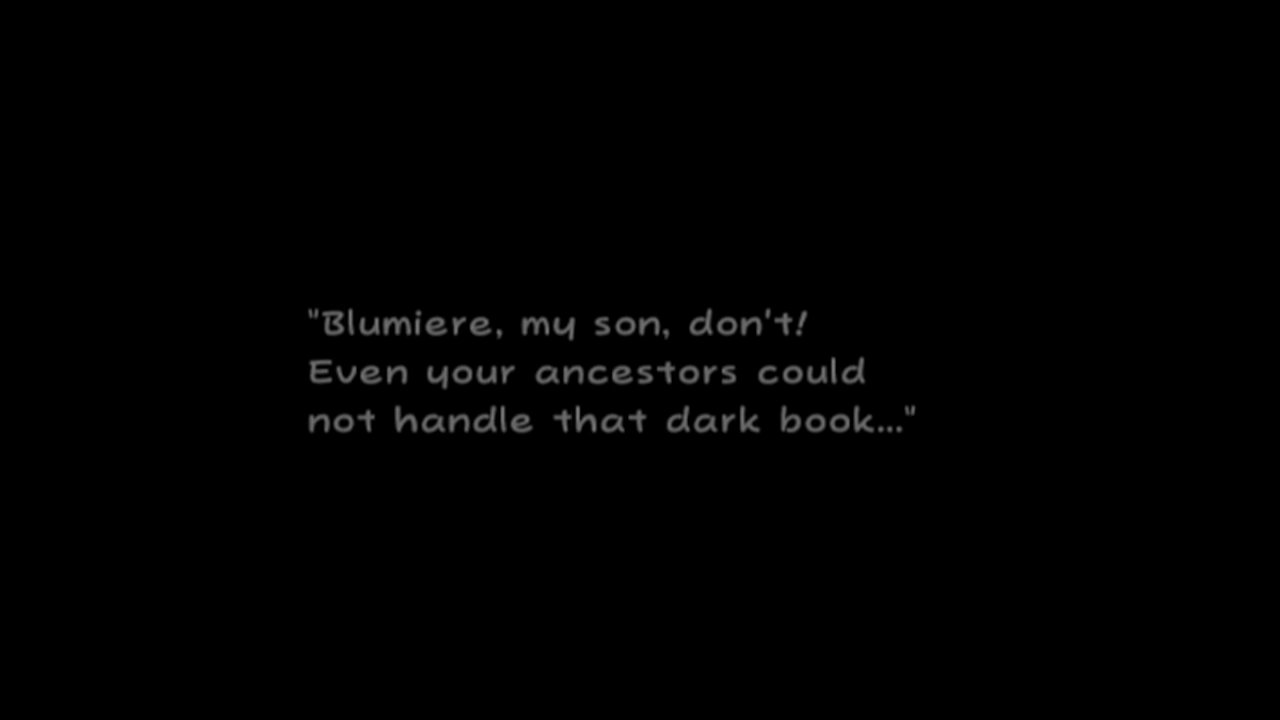 "Blumiere, my son, don't!
Even your ancestors could
not handle that dark book..."